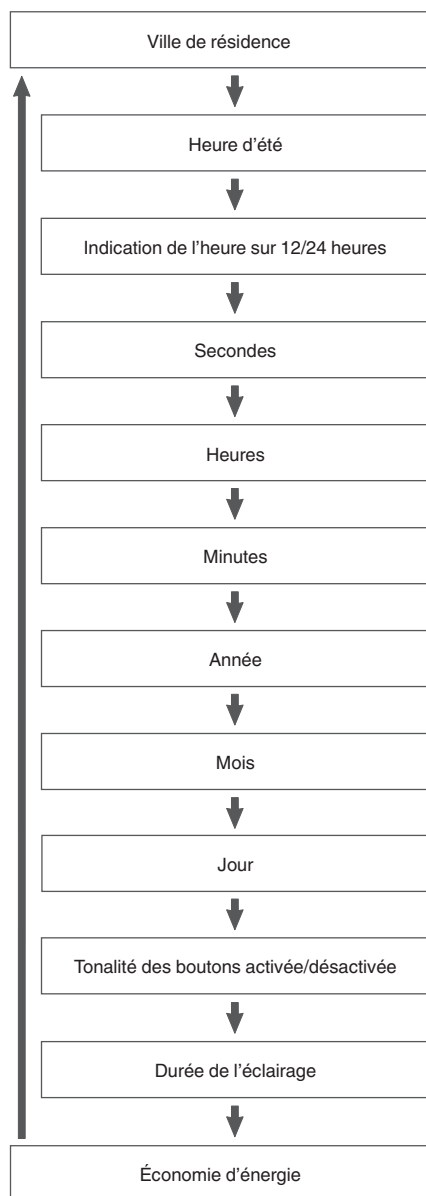 Ville de résidence
Heure d’été
Indication de l’heure sur 12/24 heures
Secondes
Heures
Minutes
Année
Mois
Jour
Tonalité des boutons activée/désactivée
Durée de l’éclairage
Économie d’énergie